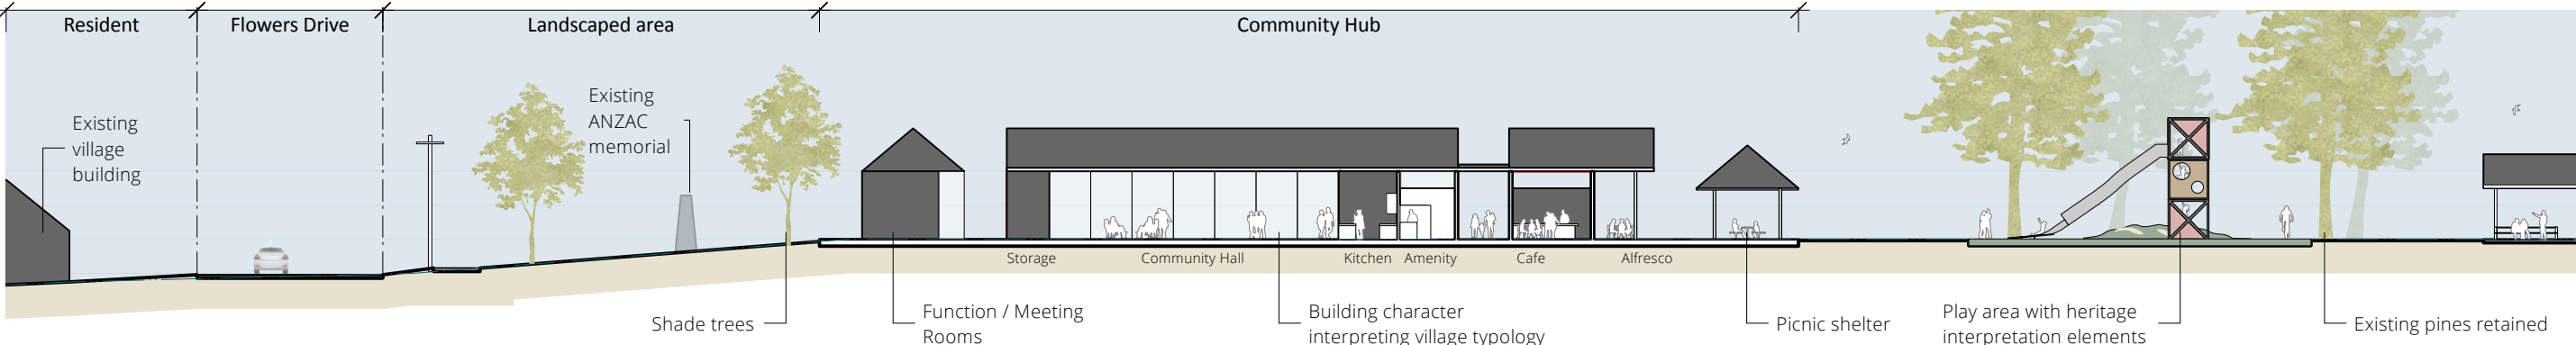 Resident
Flowers Drive
Landscaped area
Community Hub
Existing
village
building
Existing
ANZAC
memorial
Storage
Community Hall
Kitchen
Amenity
Cafe
Alfresco
Shade trees
Function / Meeting
Rooms
Building character
interpreting village typology
Picnic shelter
Play area with heritage
interpretation elements
Existing pines retained